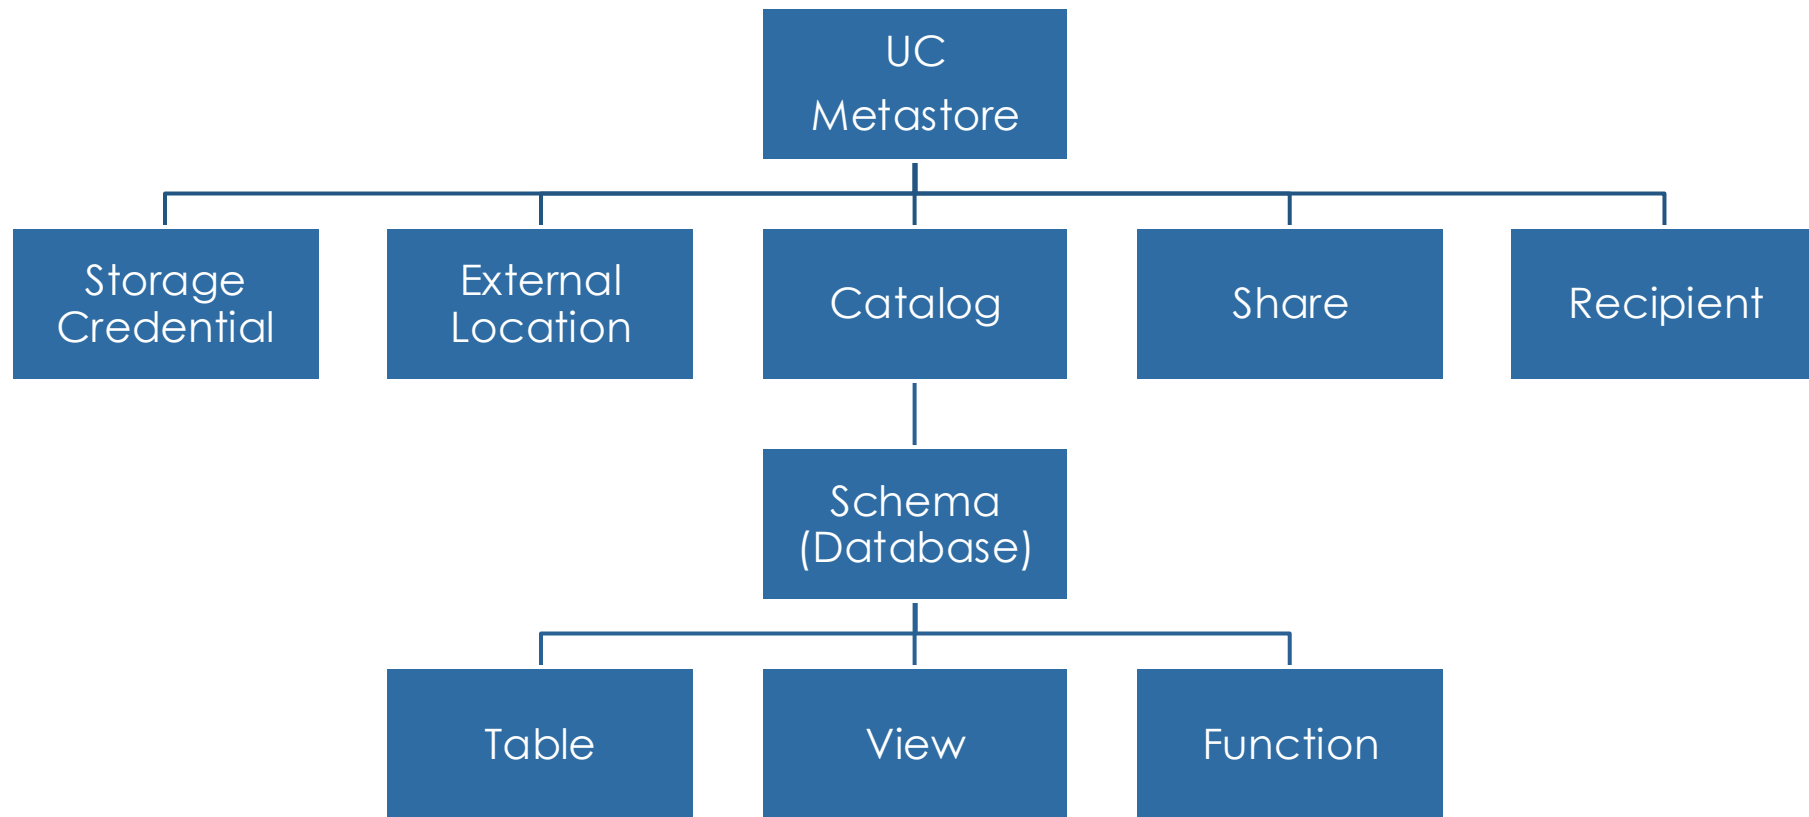 UC
Metastore
Storage
Credential
External
Location
Catalog
Share
Recipient
Schema
(Database)
Table
View
Function